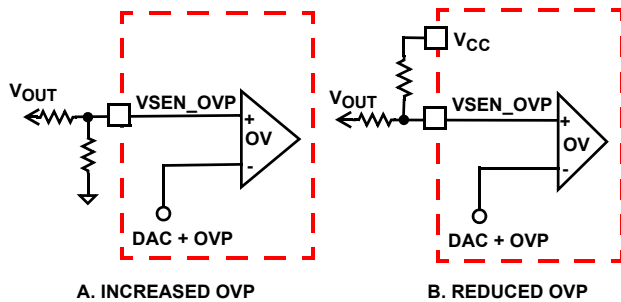 VOUT
VSEN_OVP
+
OV
-
DAC + OVP
A. INCREASED OVP
VCC
VOUT
VSEN_OVP
+
OV
-
DAC + OVP
B. REDUCED OVP